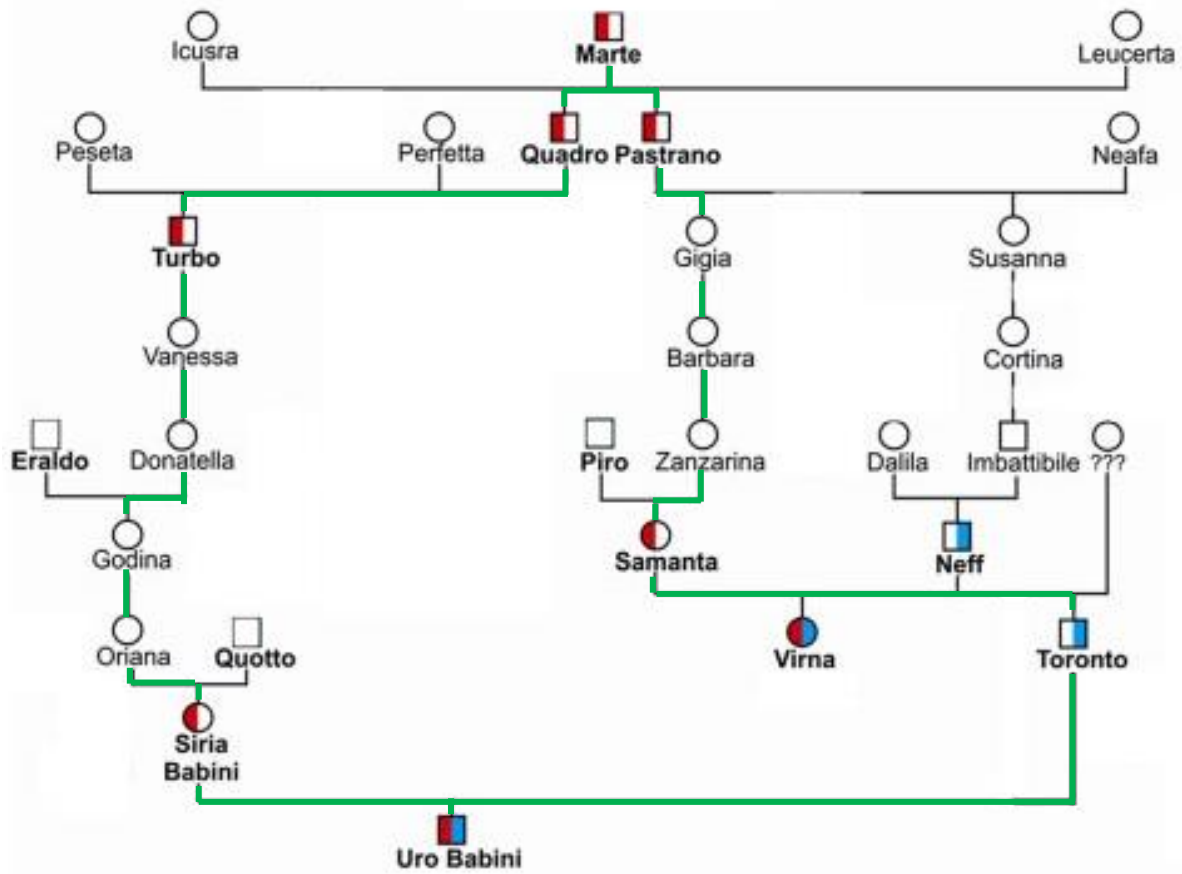 Icusra
Marte
Leucerta
Peseta
Perfetta
Quadro
Pastrano
Neafa
Turbo
Gigia
Susanna
Vanessa
Barbara
Cortina
Eraldo
Donatella
Piro
Zanzarina
Dalila
Imbattibile
???
Godina
Samanta
Neff
Oriana
Quotto
Virna
Toronto
Siria
Babini
Uro Babini